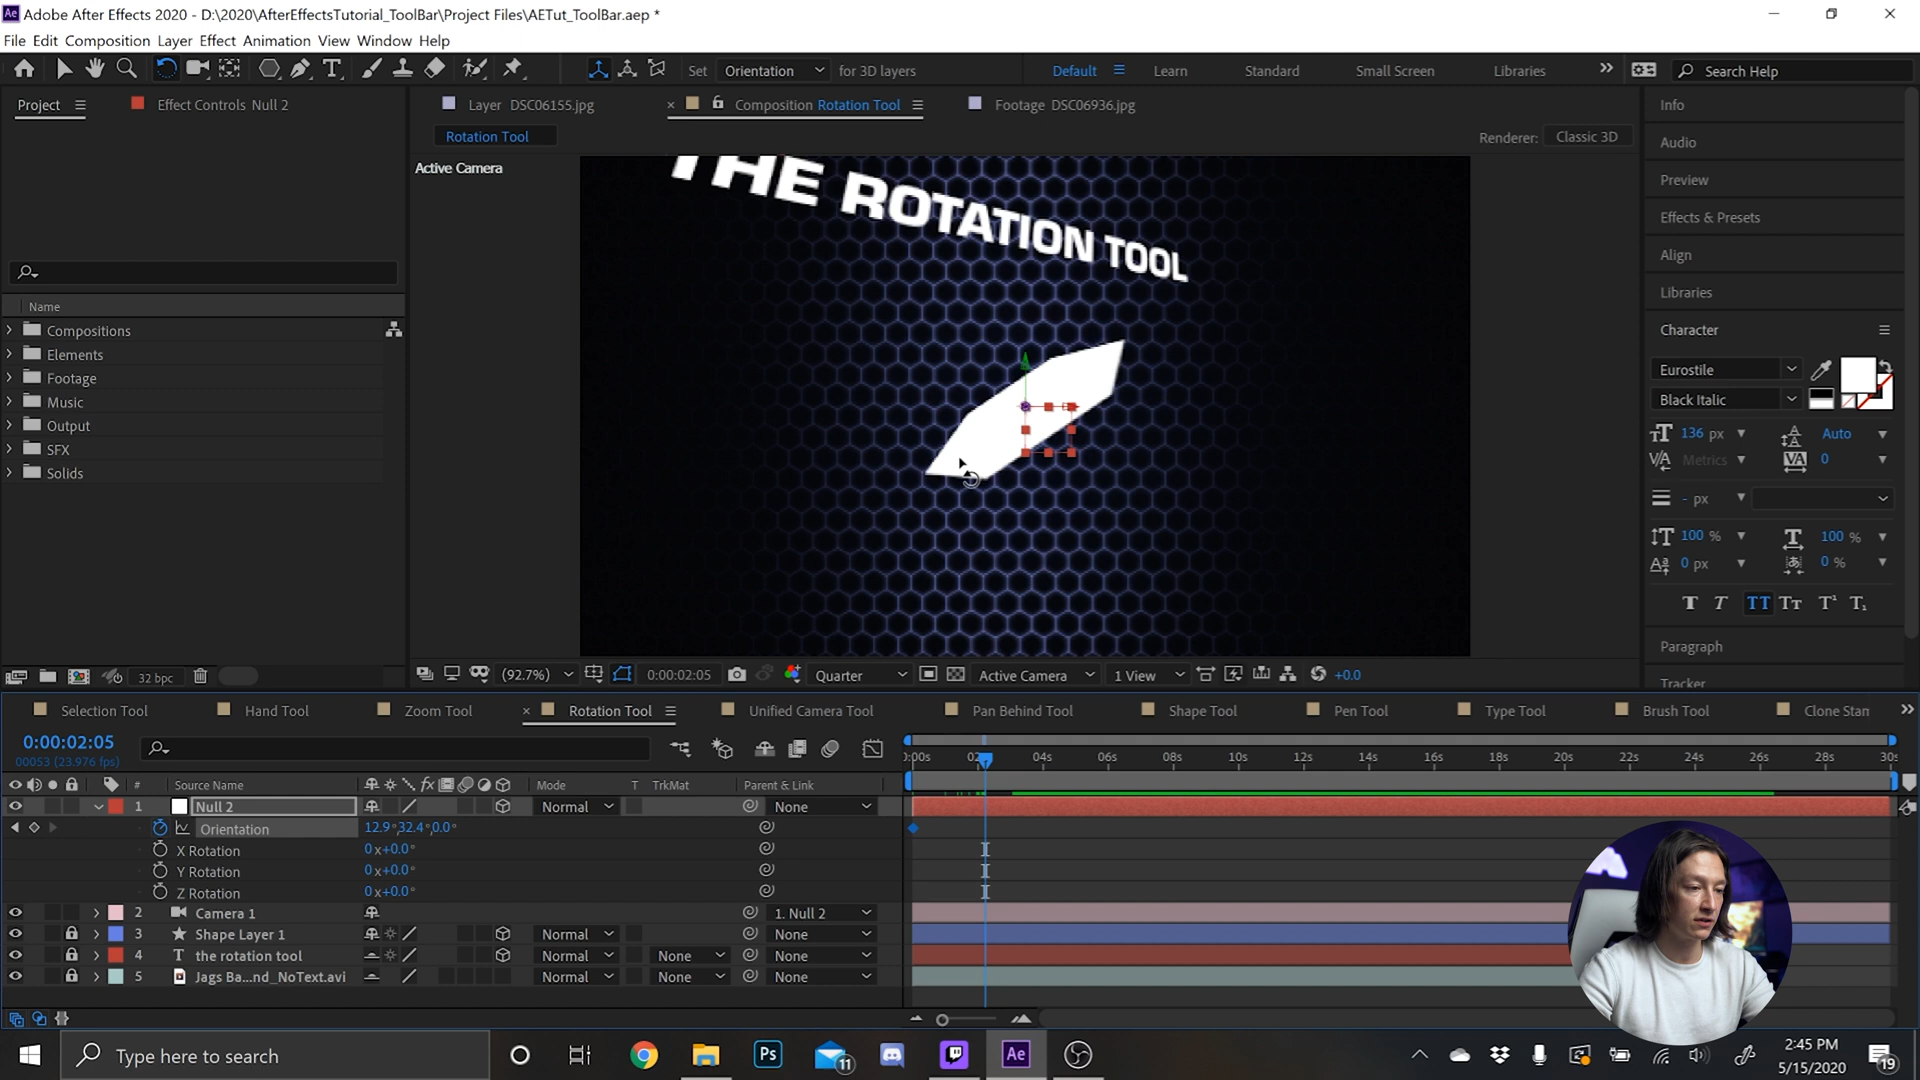 Adobe After Effects 2020 - D:\2020\AfterEffectsTutorial_ToolBar\Project Files\AETut_ToolBar.aep *
File Edit Composition Layer Effect Animation View Window Help
Set Orientation for 3D layers Default Learn Standard Small Screen Libraries Search Help
Project Effect Controls Null 2 Layer DSC06155.jpg Composition Rotation Tool Footage DSC06936.jpg Info
Rotation Tool Renderer: Classic 3D Audio
Active Camera
THE ROTATION TOOL
Preview
Effects & Presets
Align
Libraries
Character
Eurostile
Black Italic
136 px Auto
Metrics 0
- px
100 % 100 %
0 px 0 %
T T TT Tt T¹ T₁
Paragraph
Tracker
Name
Compositions
Elements
Footage
Music
Output
SFX
Solids
32 bpc (92.7%) 0:00:02:05 Quarter Active Camera 1 View +0.0
Selection Tool Hand Tool Zoom Tool Rotation Tool Unified Camera Tool Pan Behind Tool Shape Tool Pen Tool Type Tool Brush Tool Clone Stan
0:00:02:05
00053 (23.976 fps)
):00s 02 04s 06s 08s 10s 12s 14s 16s 18s 20s 22s 24s 26s 28s 30s
# Source Name fx Mode T TrkMat Parent & Link
1 Null 2 Normal None
Orientation 12.9°,32.4°,0.0°
X Rotation 0x+0.0°
Y Rotation 0x+0.0°
Z Rotation 0x+0.0°
2 Camera 1 1. Null 2
3 Shape Layer 1 Normal None
4 T the rotation tool Normal None None
5 Jags Ba...nd_NoText.avi Normal None None
Type here to search Ps 11 Ae 2:45 PM
5/15/2020 19